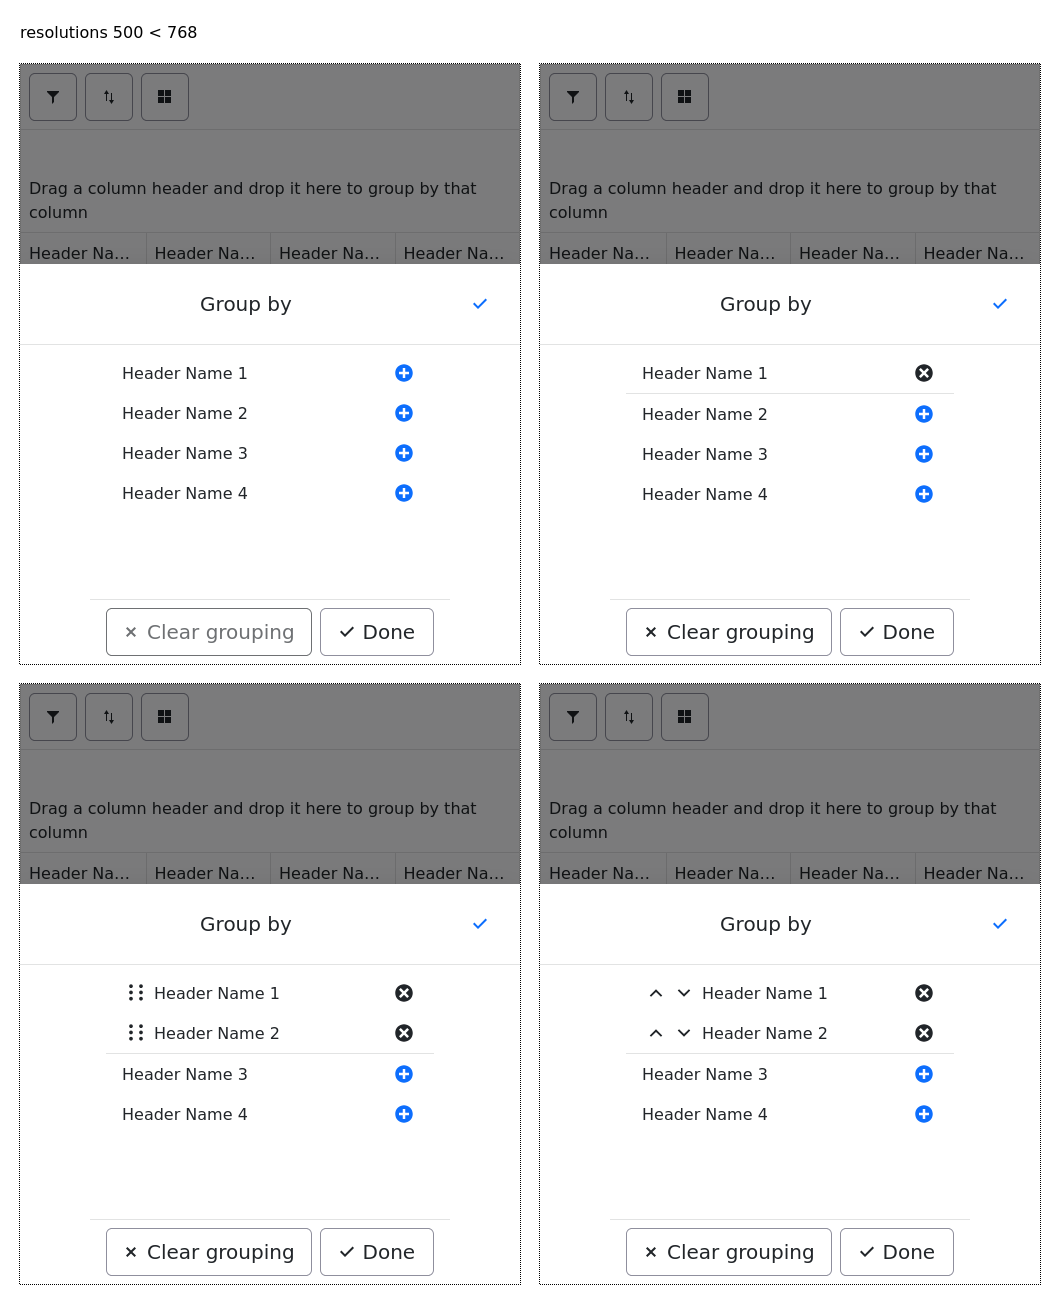 resolutions 500 < 768
Drag a column header and drop it here to group by that
column
Header Na... Header Na... Header Na... Header Na...
Group by
Header Name 1
Header Name 2
Header Name 3
Header Name 4
Clear grouping Done
Drag a column header and drop it here to group by that
column
Header Na... Header Na... Header Na... Header Na...
Group by
Header Name 1
Header Name 2
Header Name 3
Header Name 4
Clear grouping Done
Drag a column header and drop it here to group by that
column
Header Na... Header Na... Header Na... Header Na...
Group by
Header Name 1
Header Name 2
Header Name 3
Header Name 4
Clear grouping Done
Drag a column header and drop it here to group by that
column
Header Na... Header Na... Header Na... Header Na...
Group by
Header Name 1
Header Name 2
Header Name 3
Header Name 4
Clear grouping Done